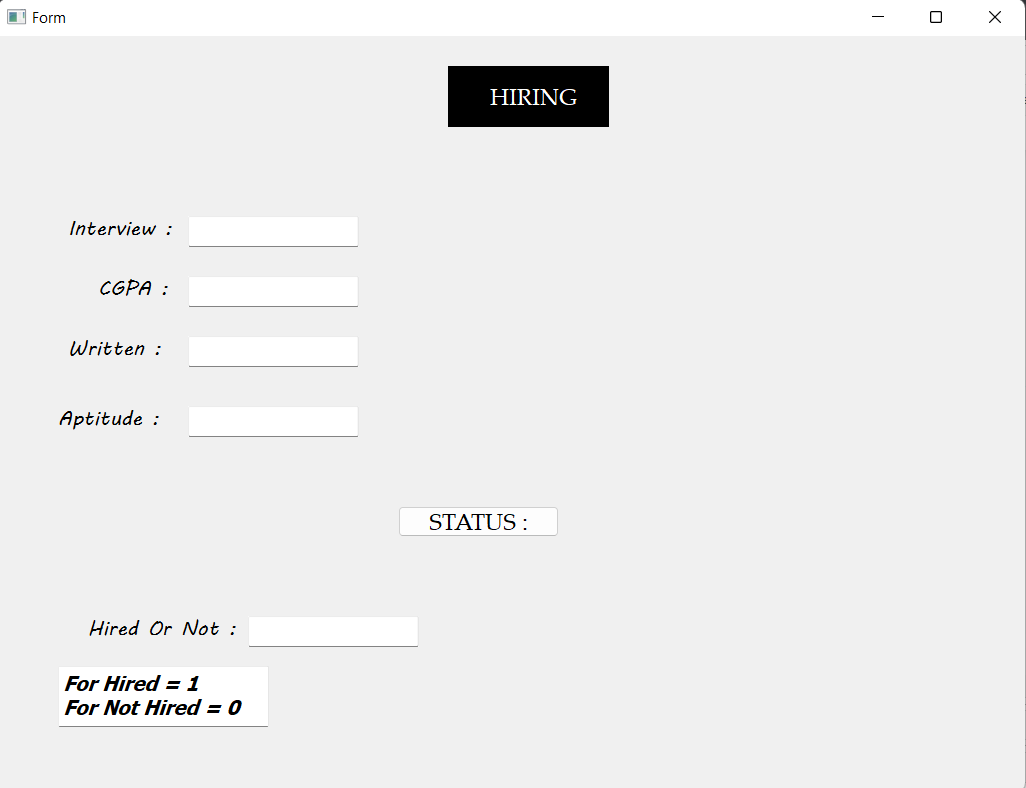 Form
HIRING
Interview :
CGPA :
Written :
Aptitude :
STATUS :
Hired Or Not :
For Hired = 1
For Not Hired = 0